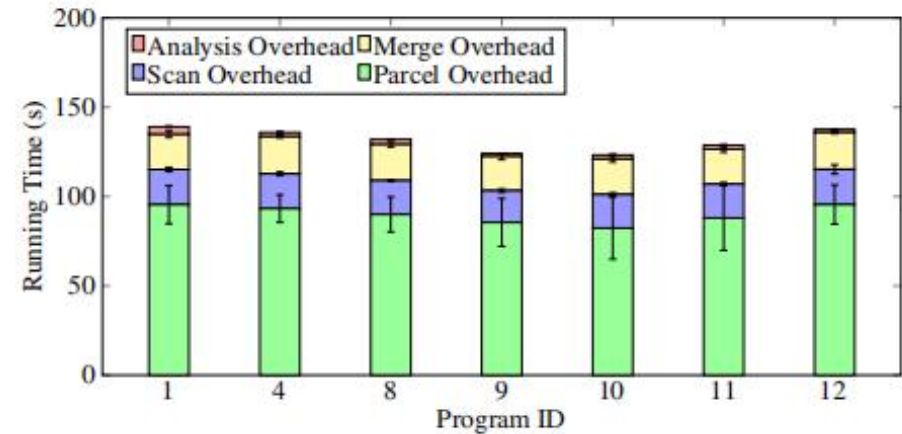 200
Analysis Overhead Merge Overhead
Scan Overhead Parcel Overhead
150
100
50
0
Running Time (s)
1 4 8 9 10 11 12
Program ID